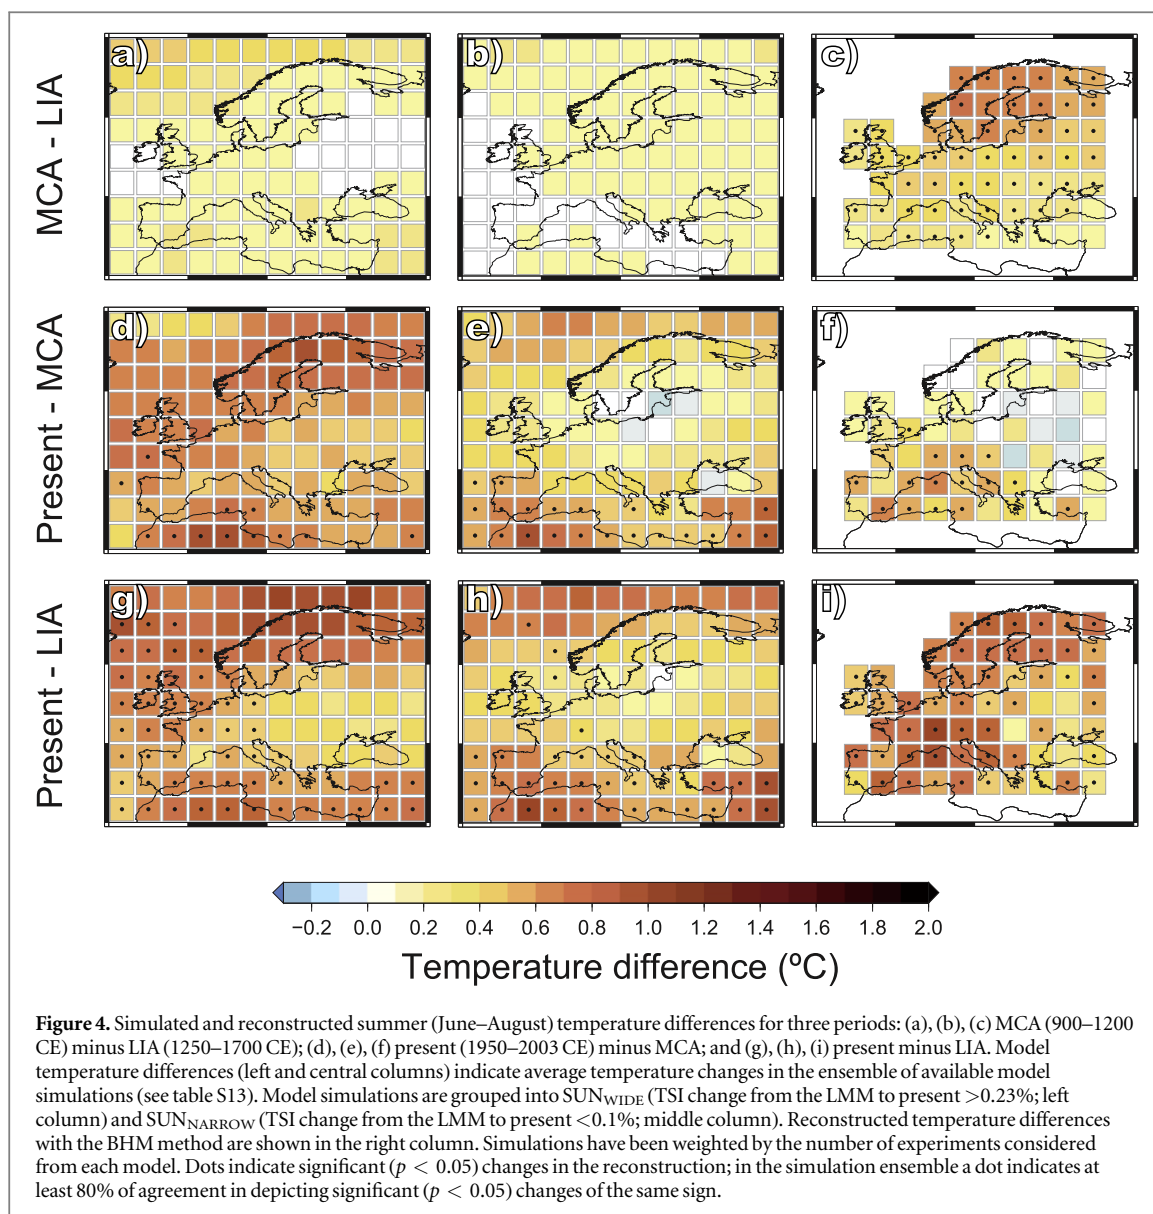 MCA - LIA
a)
b)
c)
Present - MCA
d)
e)
f)
Present - LIA
g)
h)
i)
−0.2 0.0 0.2 0.4 0.6 0.8 1.0 1.2 1.4 1.6 1.8 2.0
Temperature difference (ºC)
Figure 4. Simulated and reconstructed summer (June–August) temperature differences for three periods: (a), (b), (c) MCA (900–1200
CE) minus LIA (1250–1700 CE); (d), (e), (f) present (1950–2003 CE) minus MCA; and (g), (h), (i) present minus LIA. Model
temperature differences (left and central columns) indicate average temperature changes in the ensemble of available model
simulations (see table S13). Model simulations are grouped into SUNWIDE (TSI change from the LMM to present >0.23%; left
column) and SUNNARROW (TSI change from the LMM to present <0.1%; middle column). Reconstructed temperature differences
with the BHM method are shown in the right column. Simulations have been weighted by the number of experiments considered
from each model. Dots indicate significant (p < 0.05) changes in the reconstruction; in the simulation ensemble a dot indicates at
least 80% of agreement in depicting significant (p < 0.05) changes of the same sign.